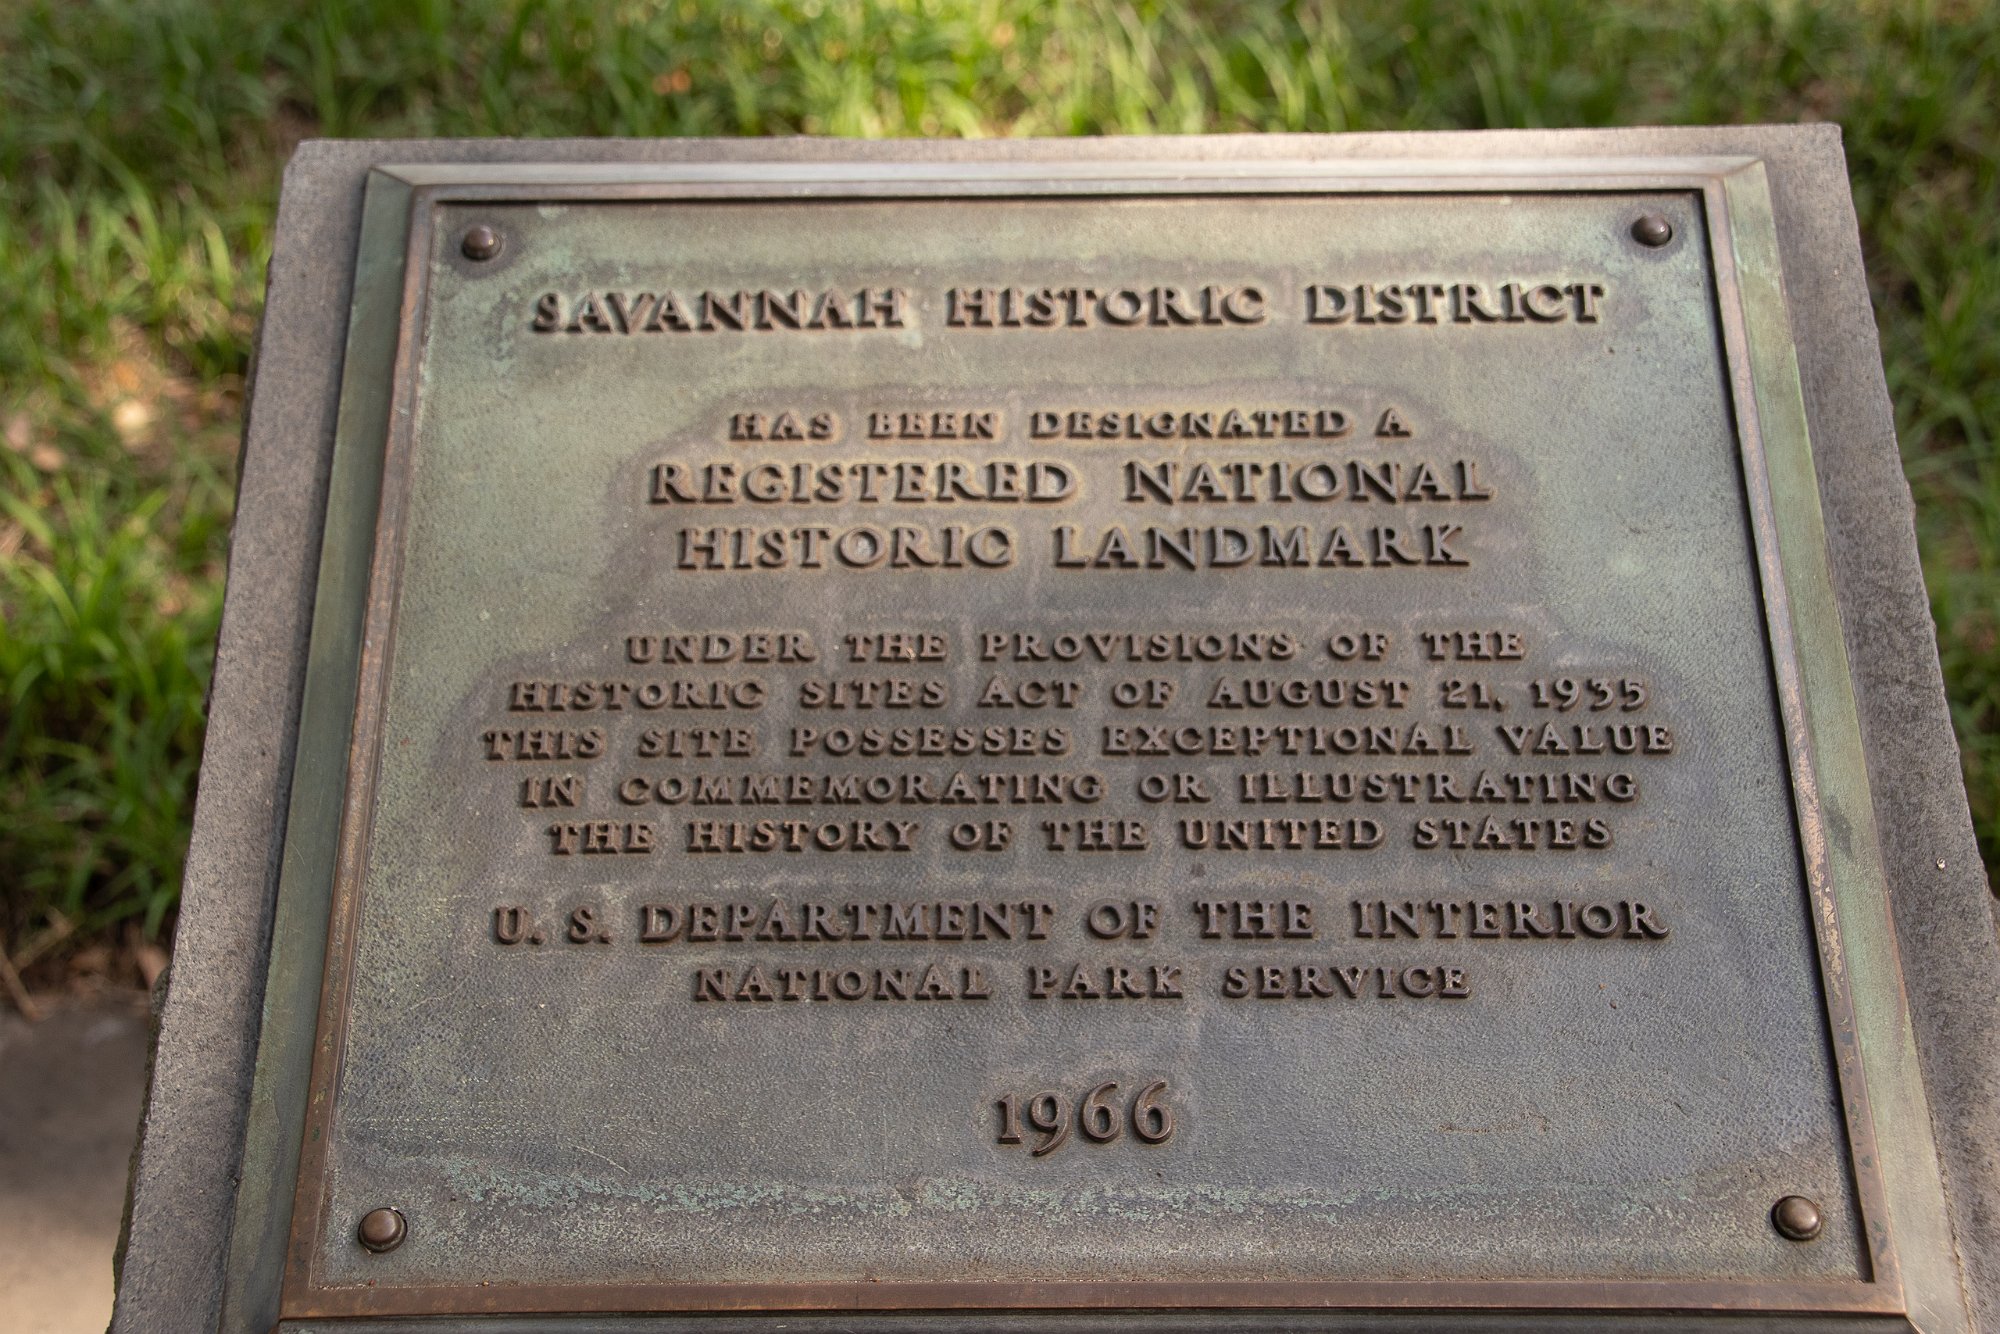 SAVANNAH HISTORIC DISTRICT
HAS BEEN DESIGNATED A
REGISTERED NATIONAL
HISTORIC LANDMARK
UNDER THE PROVISIONS OF THE
HISTORIC SITES ACT OF AUGUST 21, 1935
THIS SITE POSSESSES EXCEPTIONAL VALUE
IN COMMEMORATING OR ILLUSTRATING
THE HISTORY OF THE UNITED STATES
U. S. DEPARTMENT OF THE INTERIOR
NATIONAL PARK SERVICE
1966